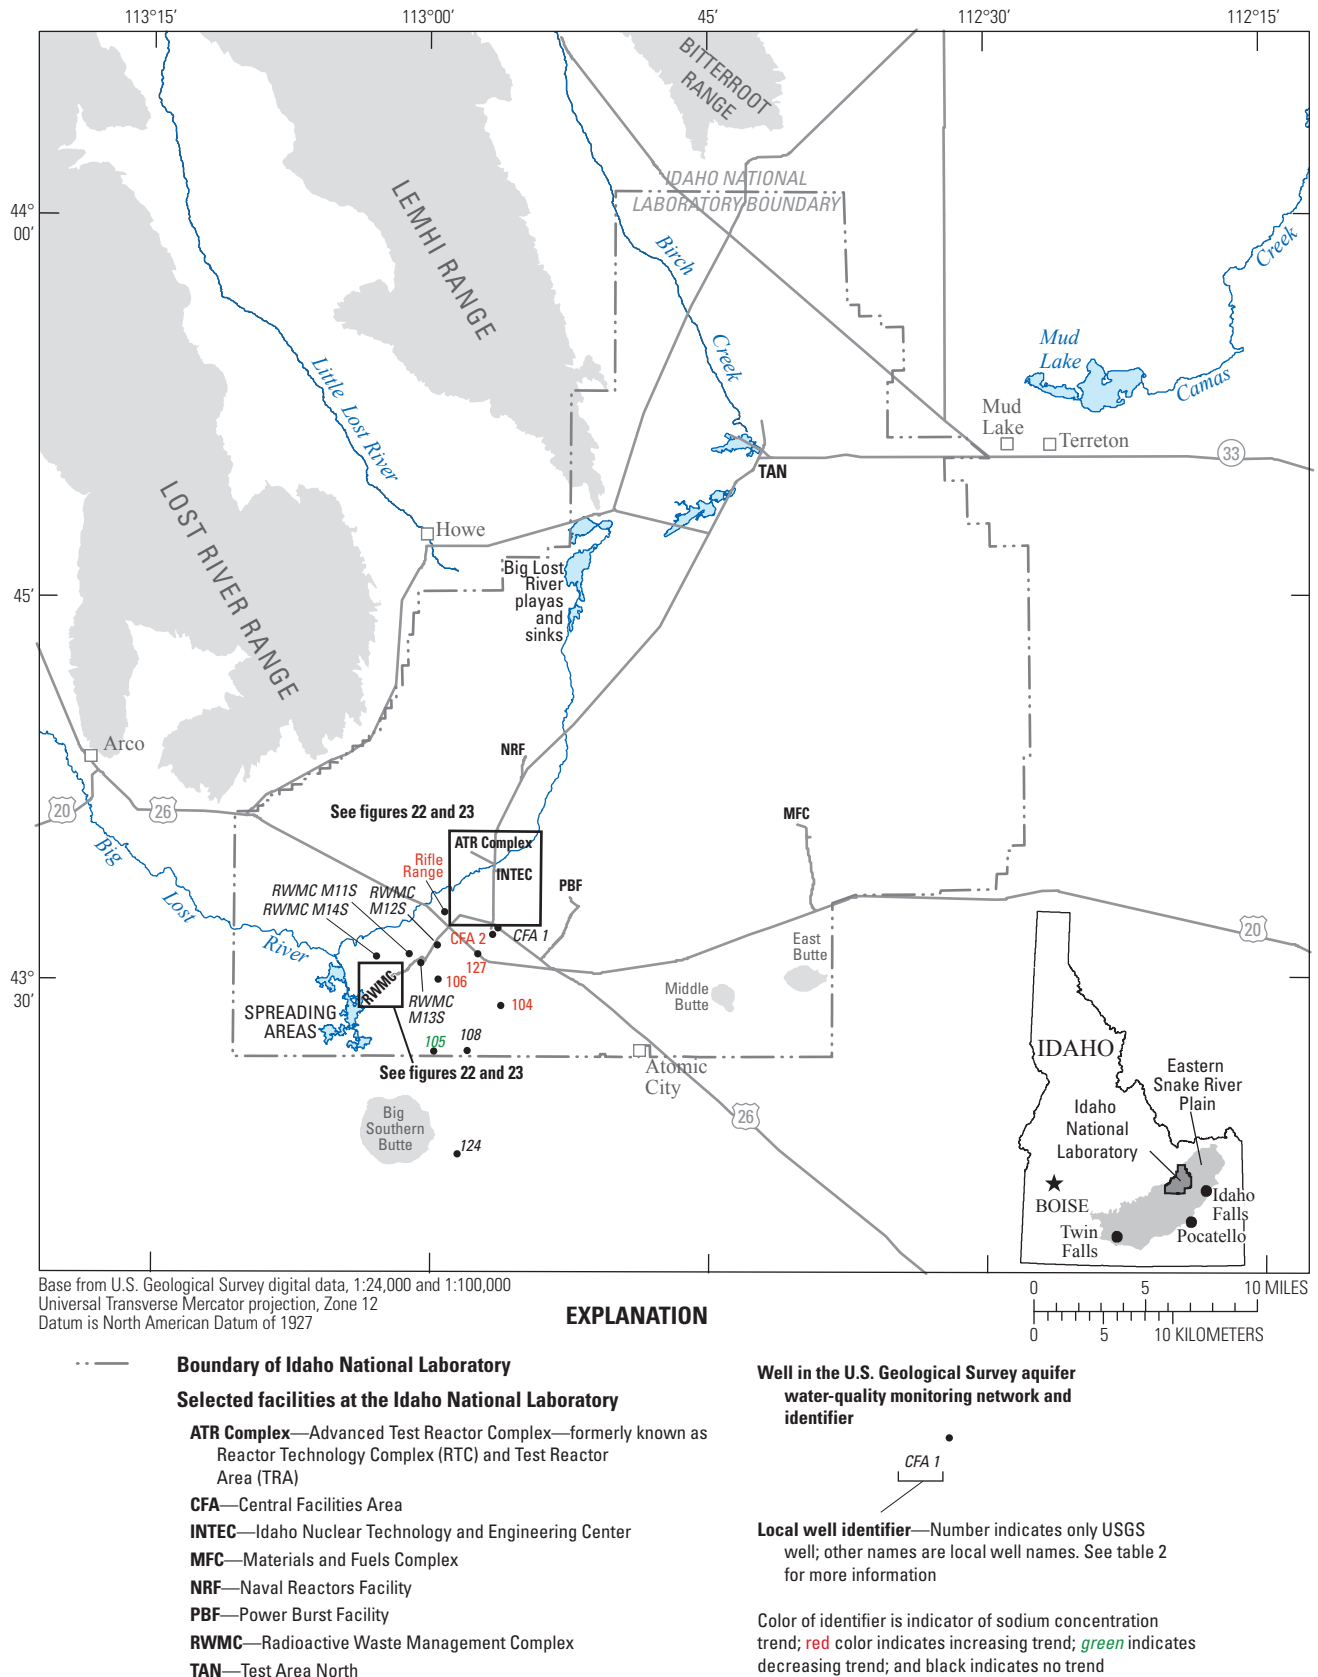 113°15′
113°00′
45′
112°30′
112°15′
BITTERROOT
RANGE
IDAHO NATIONAL
LABORATORY BOUNDARY
44°
00′
LEMHI RANGE
Birch
Creek
Creek
Camas
Mud
Lake
Mud
Lake
Terreton
33
Little Lost River
TAN
LOST RIVER RANGE
Howe
Big Lost
River
playas
and
sinks
45′
Arco
NRF
20
26
See figures 22 and 23
MFC
Big
Lost
River
ATR Complex
INTEC
Rifle
Range
PBF
RWMC M11S
RWMC M14S
RWMC
M12S
CFA 2
CFA 1
20
East
Butte
127
43°
30′
RWMC
106
RWMC
M13S
104
Middle
Butte
SPREADING
AREAS
105
108
See figures 22 and 23
Atomic
City
26
Big
Southern
Butte
124
IDAHO
Eastern
Snake River
Plain
Idaho
National
Laboratory
BOISE
Idaho
Falls
Twin
Falls
Pocatello
Base from U.S. Geological Survey digital data, 1:24,000 and 1:100,000
Universal Transverse Mercator projection, Zone 12
Datum is North American Datum of 1927
0 5 10 MILES
0 5 10 KILOMETERS
EXPLANATION
Boundary of Idaho National Laboratory
Selected facilities at the Idaho National Laboratory
ATR Complex—Advanced Test Reactor Complex—formerly known as
Reactor Technology Complex (RTC) and Test Reactor
Area (TRA)
CFA—Central Facilities Area
INTEC—Idaho Nuclear Technology and Engineering Center
MFC—Materials and Fuels Complex
NRF—Naval Reactors Facility
PBF—Power Burst Facility
RWMC—Radioactive Waste Management Complex
TAN—Test Area North
Well in the U.S. Geological Survey aquifer
water-quality monitoring network and
identifier
CFA 1
Local well identifier—Number indicates only USGS
well; other names are local well names. See table 2
for more information
Color of identifier is indicator of sodium concentration
trend; red color indicates increasing trend; green indicates
decreasing trend; and black indicates no trend